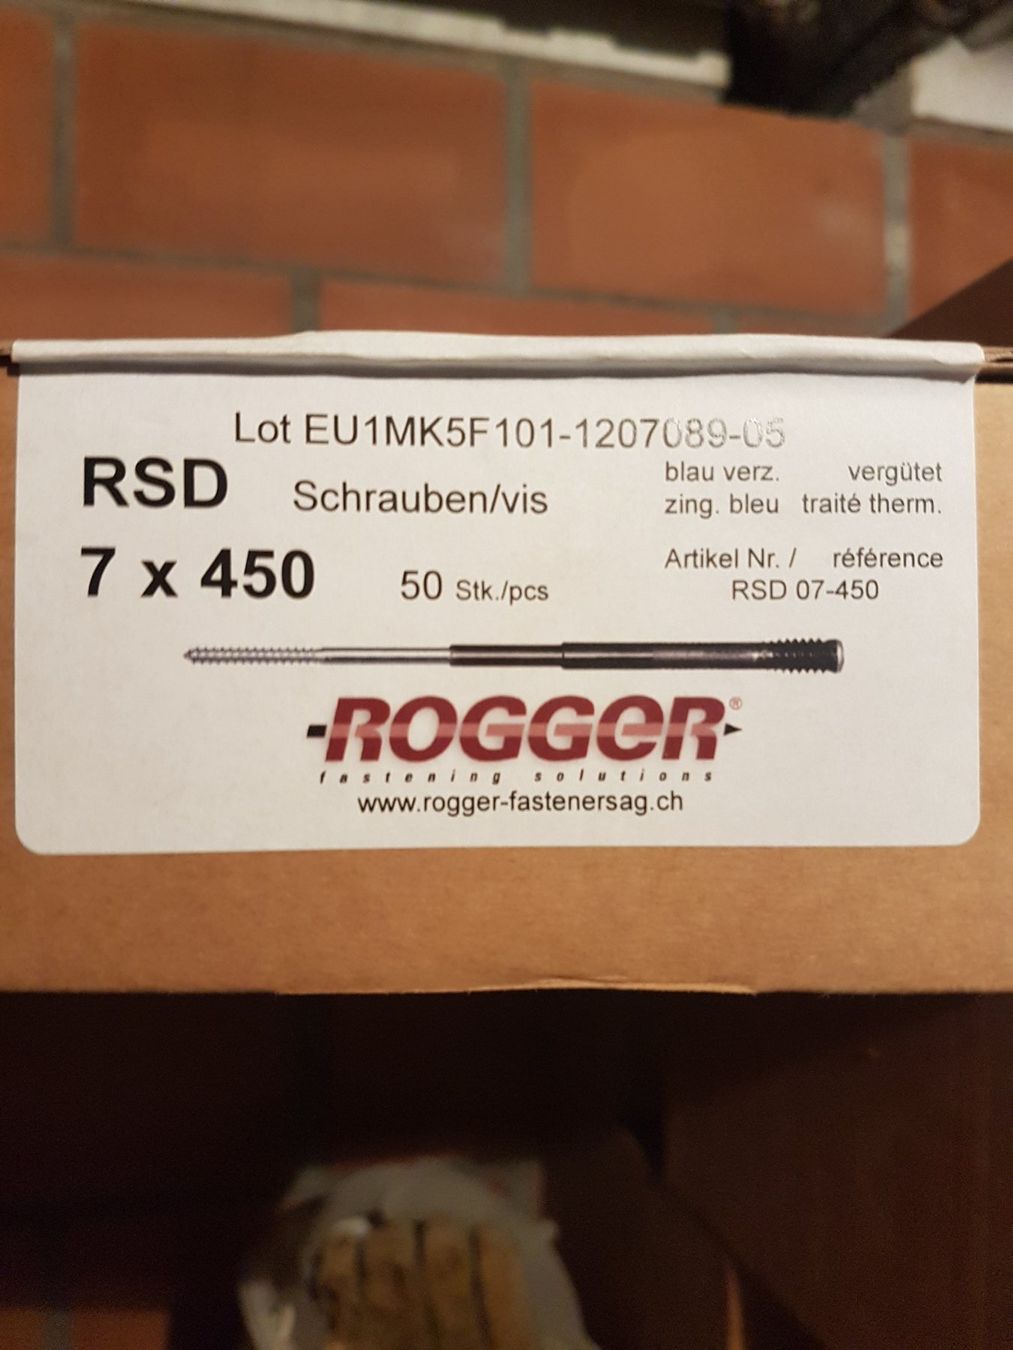 Lot EU1MK5F101-1207089-05
RSD Schrauben/vis
blau verz. vergütet
zing. bleu traité therm.
7 x 450 50 Stk./pcs
Artikel Nr. / référence
RSD 07-450
ROGGER®
fastening solutions
www.rogger-fastenersag.ch